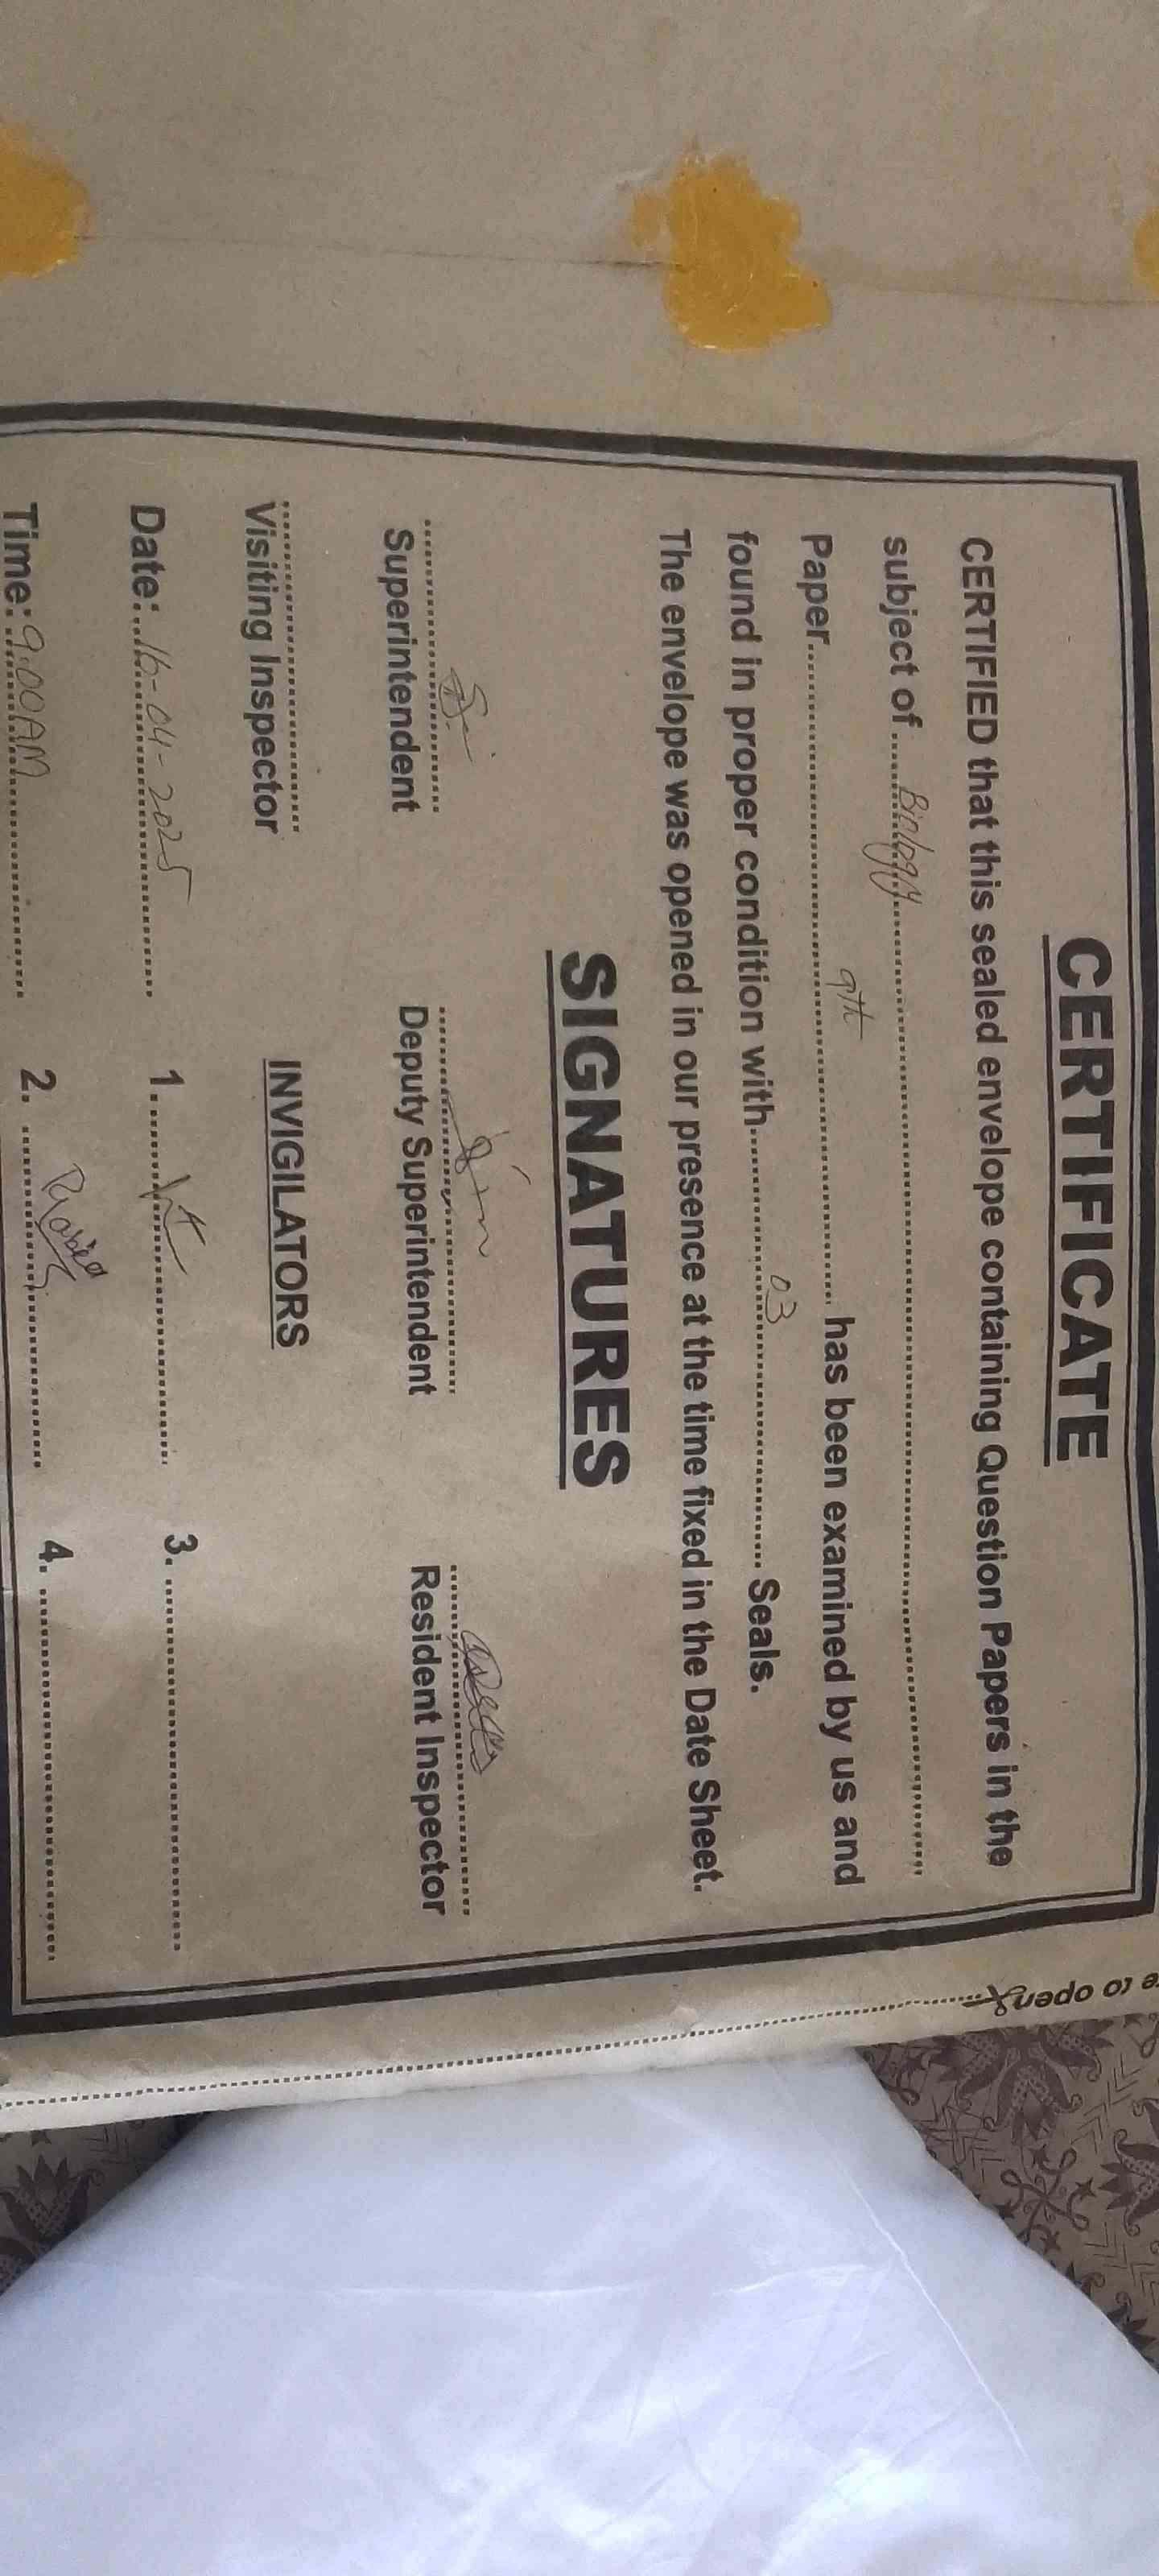 CERTIFICATE
CERTIFIED that this sealed envelope containing Question Papers in the
subject of Biology
Paper 9th has been examined by us and
found in proper condition with 03 Seals.
The envelope was opened in our presence at the time fixed in the Date Sheet.
SIGNATURES
Superintendent Deputy Superintendent Resident Inspector
Visiting Inspector INVIGILATORS
Date: 16-04-2025 1. 3.
Time: 9:00AM 2. 4.
to open